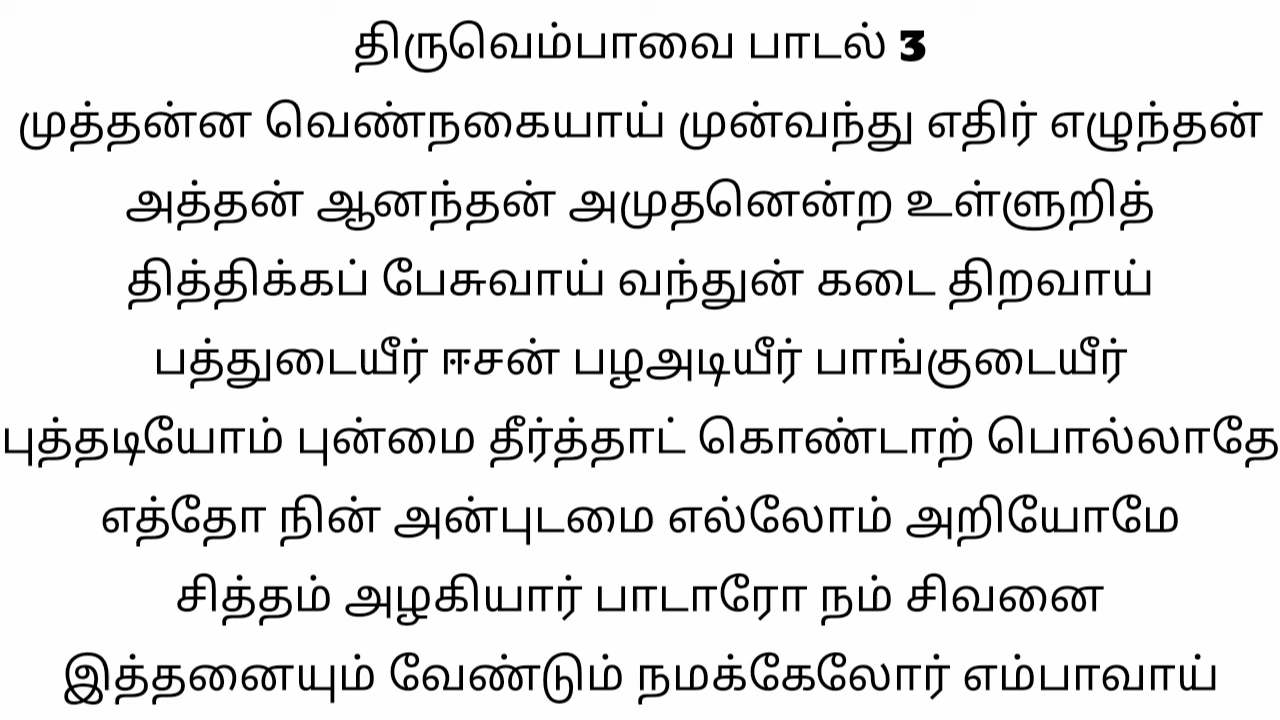 திருவெம்பாவை பாடல் 3
முத்தன்ன வெண்நகையாய் முன்வந்து எதிர் எழுந்தன்
அத்தன் ஆனந்தன் அமுதனென்ற உள்ளுறித்
தித்திக்கப் பேசுவாய் வந்துன் கடை திறவாய்
பத்துடையீர் ஈசன் பழஅடியீர் பாங்குடையீர்
புத்தடியோம் புன்மை தீர்த்தாட் கொண்டாற் பொல்லாதே
எத்தோ நின் அன்புடமை எல்லோம் அறியோமே
சித்தம் அழகியார் பாடாரோ நம் சிவனை
இத்தனையும் வேண்டும் நமக்கேலோர் எம்பாவாய்